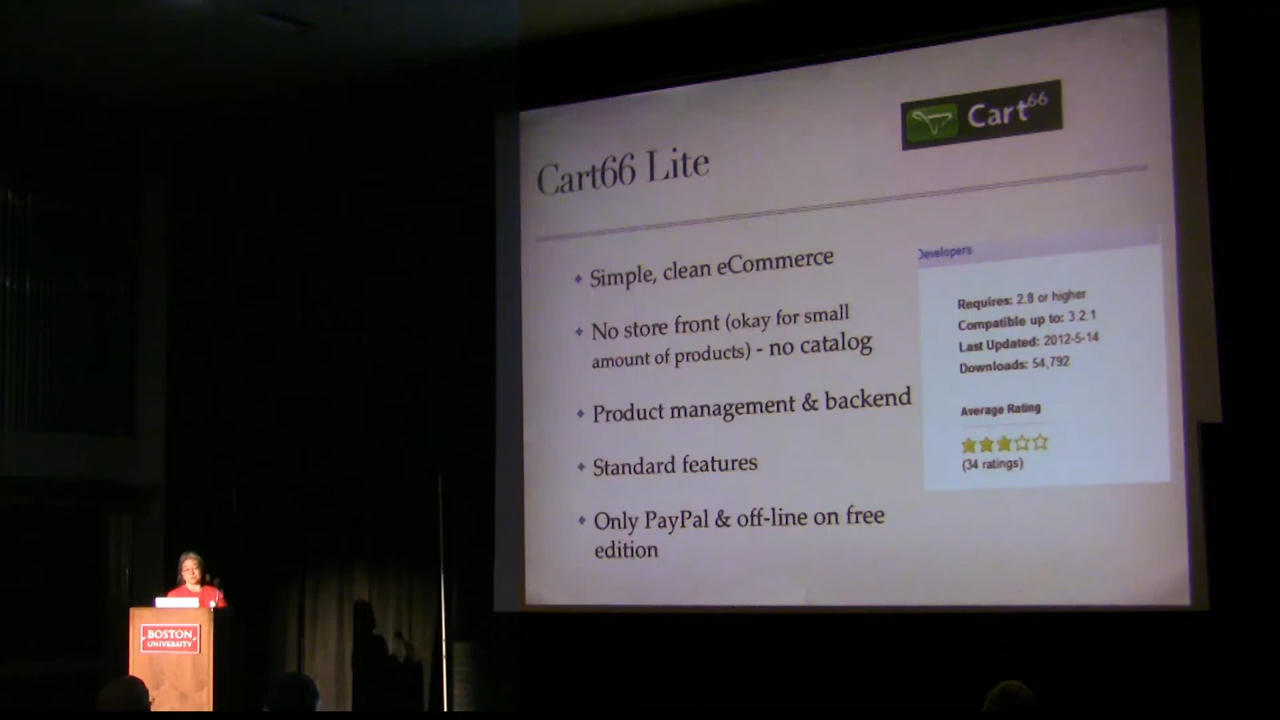 Cart66
Cart66 Lite
Developers
Simple, clean eCommerce
No store front (okay for small
amount of products) - no catalog
Product management & backend
Standard features
Only PayPal & off-line on free
edition
Requires: 2.8 or higher
Compatible up to: 3.2.1
Last Updated: 2012-5-14
Downloads: 54,792
Average Rating
(34 ratings)
BOSTON
UNIVERSITY